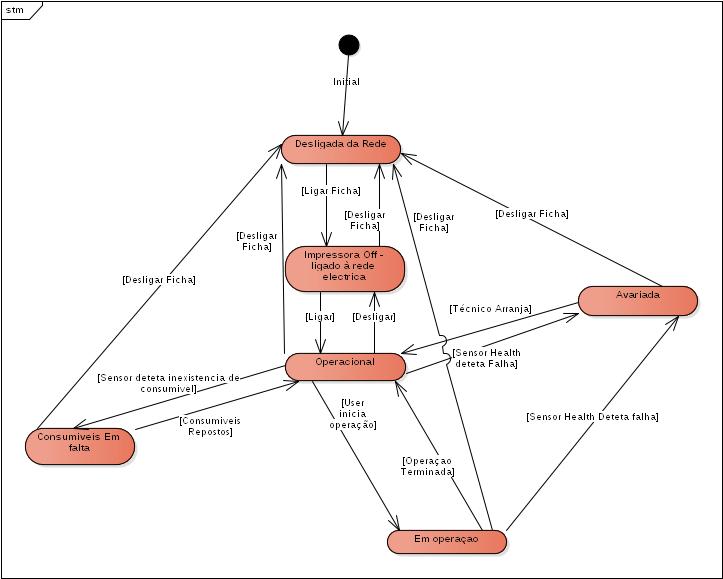 stm
Initial
Desligada da Rede
[Ligar Ficha]
[Desligar
Ficha]
[Desligar
Ficha]
[Desligar
Ficha]
[Desligar Ficha]
[Desligar Ficha]
Impressora Off -
ligado à rede
electrica
Avariada
[Ligar]
[Desligar]
[Técnico Arranja]
Operacional
[Sensor Health
deteta Falha]
[Sensor deteta inexistencia de
consumivel]
[Consumiveis
Repostos]
[User
inicia
operação]
[Sensor Health Deteta falha]
Consumiveis Em
falta
[Operaçao
Terminada]
Em operaçao